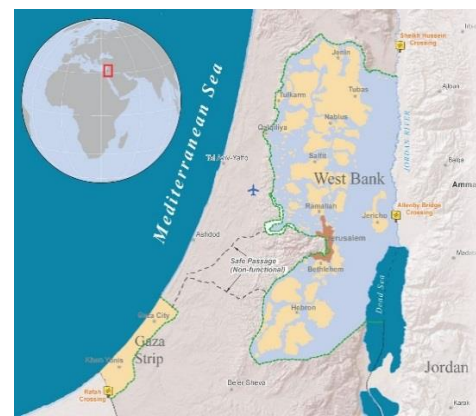 Sheikh Hussein
Crossing
Mediterranean Sea
Jenin
Tulkarm
Tubas
Nablus
Qalqiliya
JORDAN RIVER
Salfit
Tel Aviv-Yafo
West Bank
Ramallah
Jericho
Allenby Bridge
Crossing
Ashdod
Jerusalem
Safe Passage
(Non-functional)
Bethlehem
Dead Sea
Hebron
Gaza City
Gaza
Strip
Khan Yunis
Rafah
Crossing
Be'er Sheva
Jordan
Karak